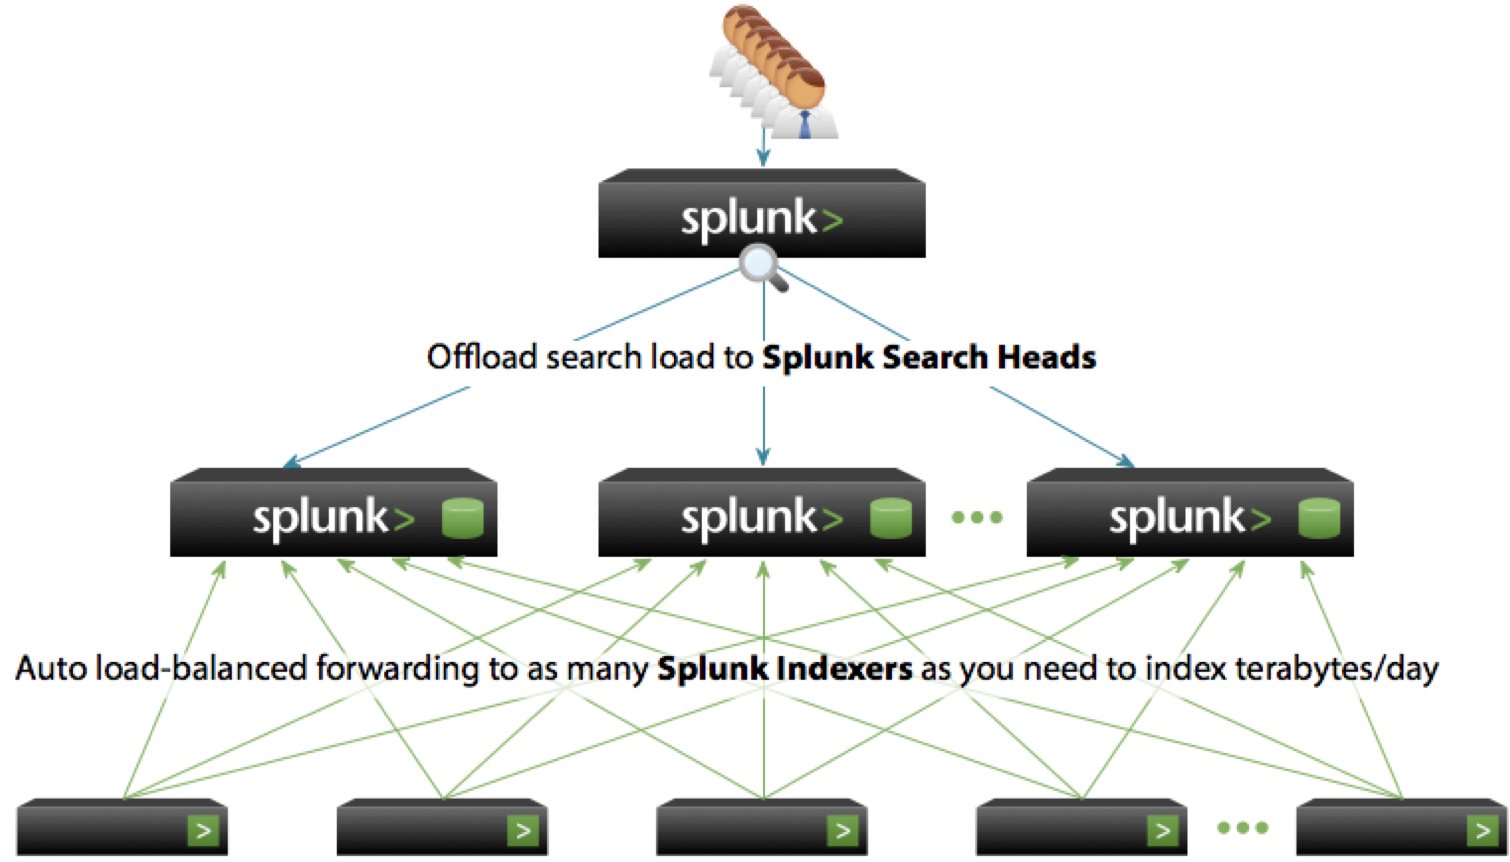 splunk>
Offload search load to Splunk Search Heads
splunk>
splunk>
splunk>
Auto load-balanced forwarding to as many Splunk Indexers as you need to index terabytes/day
>
>
>
>
>